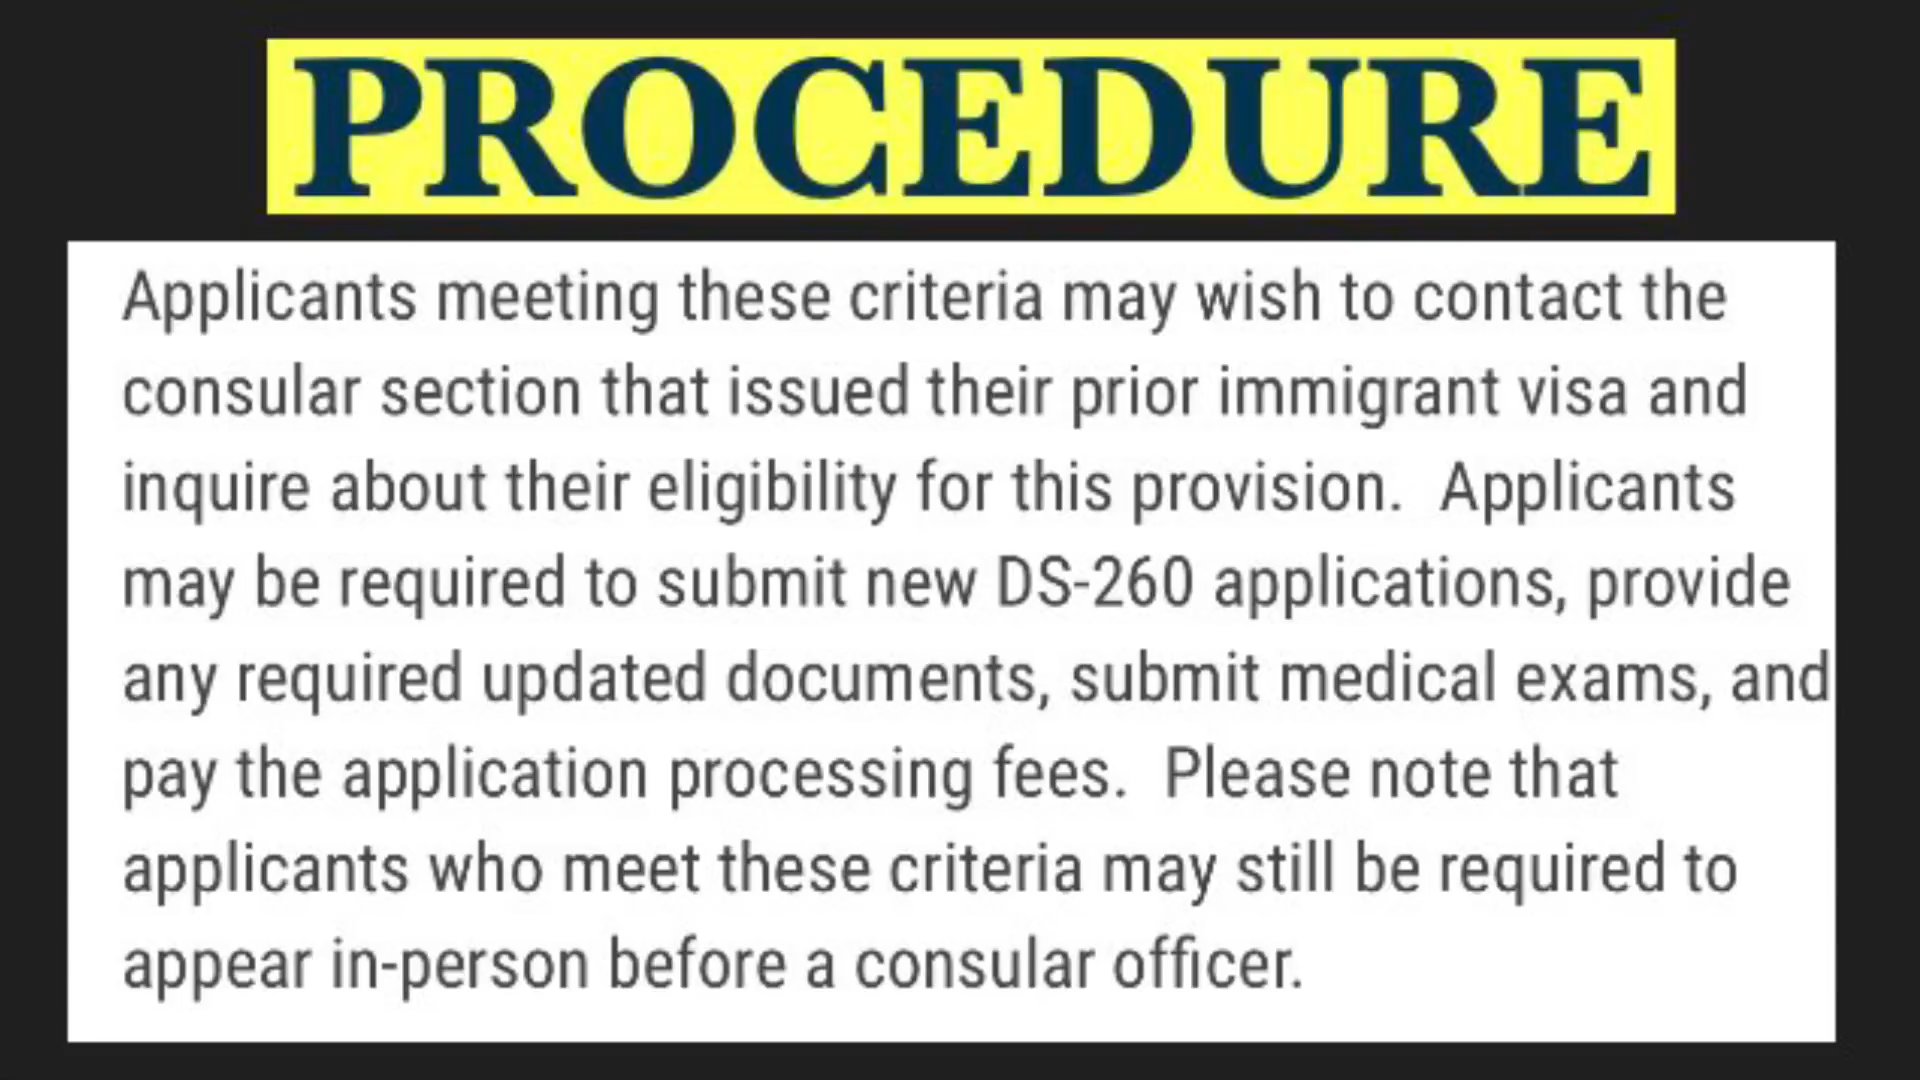 PROCEDURE
Applicants meeting these criteria may wish to contact the
consular section that issued their prior immigrant visa and
inquire about their eligibility for this provision.  Applicants
may be required to submit new DS-260 applications, provide
any required updated documents, submit medical exams, and
pay the application processing fees.  Please note that
applicants who meet these criteria may still be required to
appear in-person before a consular officer.